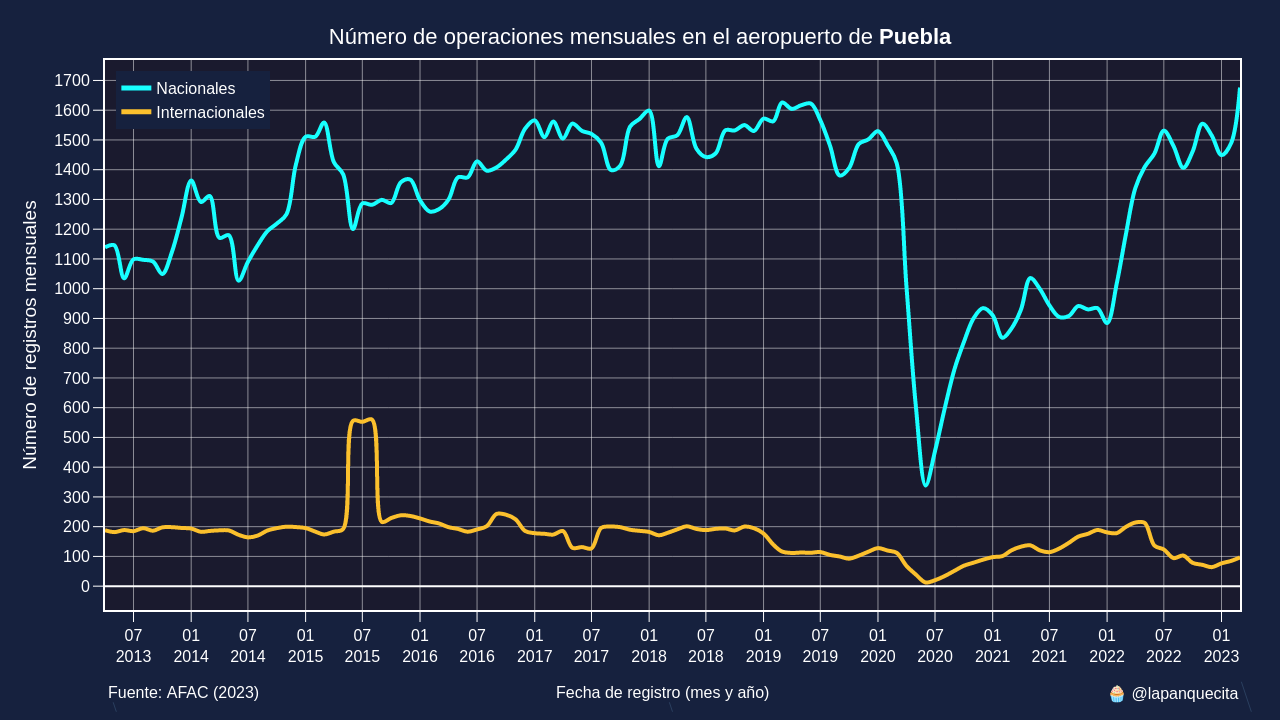 Número de operaciones mensuales en el aeropuerto de Puebla
Nacionales
Internacionales
Número de registros mensuales
1700
1600
1500
1400
1300
1200
1100
1000
900
800
700
600
500
400
300
200
100
0
07 01 07 01 07 01 07 01 07 01 07 01 07 01 07 01 07 01 07 01
2013 2014 2014 2015 2015 2016 2016 2017 2017 2018 2018 2019 2019 2020 2020 2021 2021 2022 2022 2023
Fuente: AFAC (2023)
Fecha de registro (mes y año)
🧁 @lapanquecita